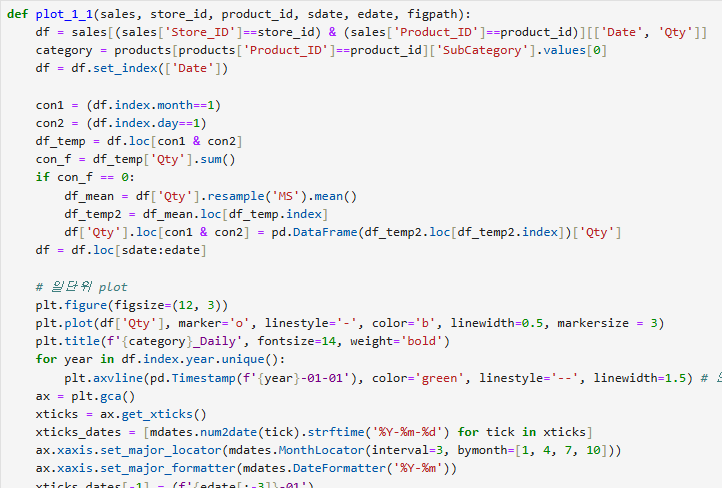 def plot_1_1(sales, store_id, product_id, sdate, edate, figpath):
    df = sales[(sales['Store_ID']==store_id) & (sales['Product_ID']==product_id)][['Date', 'Qty']]
    category = products[products['Product_ID']==product_id]['SubCategory'].values[0]
    df = df.set_index(['Date'])

    con1 = (df.index.month==1)
    con2 = (df.index.day==1)
    df_temp = df.loc[con1 & con2]
    con_f = df_temp['Qty'].sum()
    if con_f == 0:
        df_mean = df['Qty'].resample('MS').mean()
        df_temp2 = df_mean.loc[df_temp.index]
        df['Qty'].loc[con1 & con2] = pd.DataFrame(df_temp2.loc[df_temp2.index])['Qty']
    df = df.loc[sdate:edate]

    # 일단위 plot
    plt.figure(figsize=(12, 3))
    plt.plot(df['Qty'], marker='o', linestyle='-', color='b', linewidth=0.5, markersize = 3)
    plt.title(f'{category}_Daily', fontsize=14, weight='bold')
    for year in df.index.year.unique():
        plt.axvline(pd.Timestamp(f'{year}-01-01'), color='green', linestyle='--', linewidth=1.5) #
    ax = plt.gca()
    xticks = ax.get_xticks()
    xticks_dates = [mdates.num2date(tick).strftime('%Y-%m-%d') for tick in xticks]
    ax.xaxis.set_major_locator(mdates.MonthLocator(interval=3, bymonth=[1, 4, 7, 10]))
    ax.xaxis.set_major_formatter(mdates.DateFormatter('%Y-%m'))
    xticks_dates[-1] = (f'{edate[:-3]}-01')